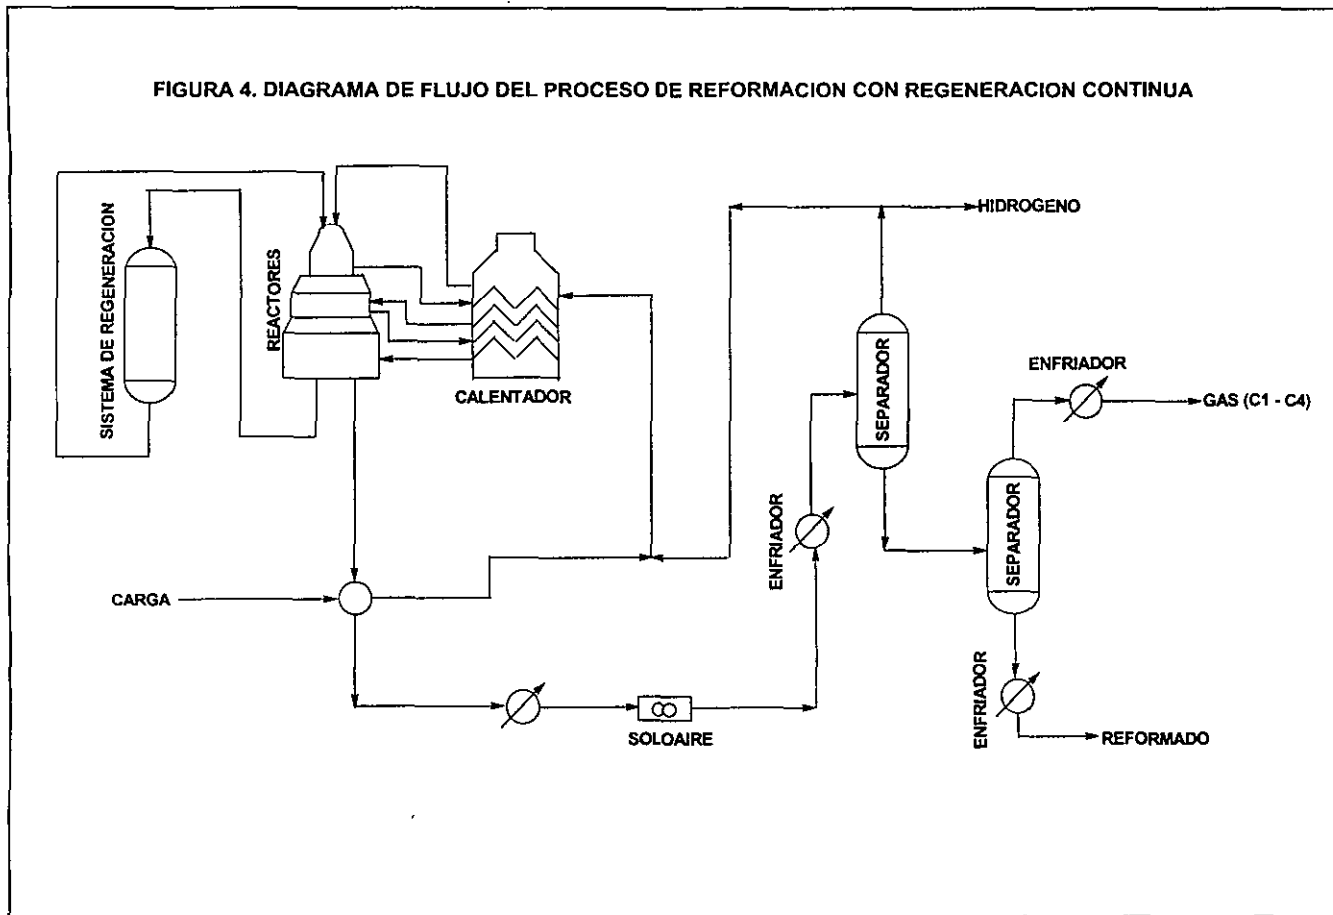 FIGURA 4. DIAGRAMA DE FLUJO DEL PROCESO DE REFORMACION CON REGENERACION CONTINUA
SISTEMA DE REGENERACION
REACTORES
CALENTADOR
HIDROGENO
SEPARADOR
ENFRIADOR
GAS (C1 - C4)
SEPARADOR
ENFRIADOR
CARGA
SOLOAIRE
ENFRIADOR
REFORMADO